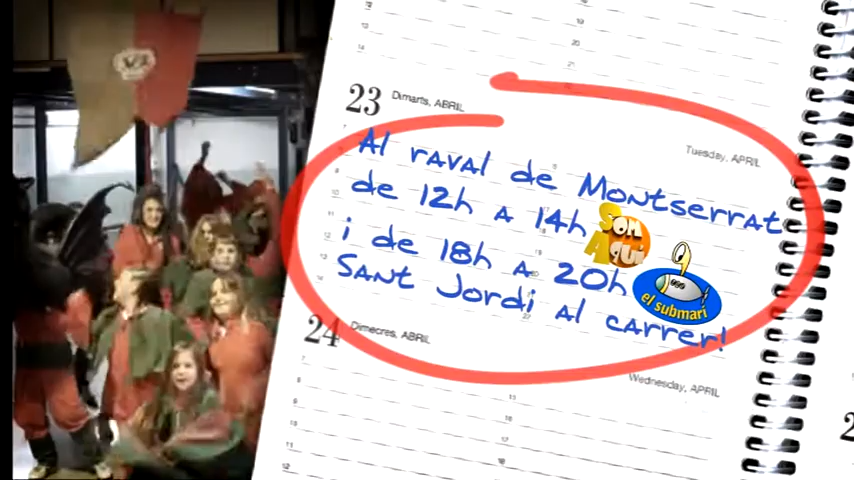 23 Dimarts, ABRIL
Tuesday, APRIL
Al raval de Montserrat
de 12h a 14h
Som Aquí
i de 18h a 20h
el submarí
Sant Jordi al carrer!
24 Dimecres, ABRIL
Wednesday, APRIL